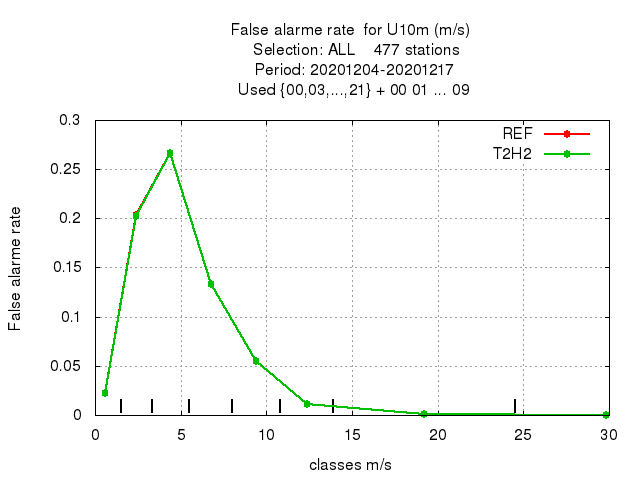 False alarme rate  for U10m (m/s)
Selection: ALL    477 stations
Period: 20201204-20201217
Used {00,03,...,21} + 00 01 ... 09
REF
T2H2
False alarme rate
0.3
0.25
0.2
0.15
0.1
0.05
0
0 5 10 15 20 25 30
classes m/s